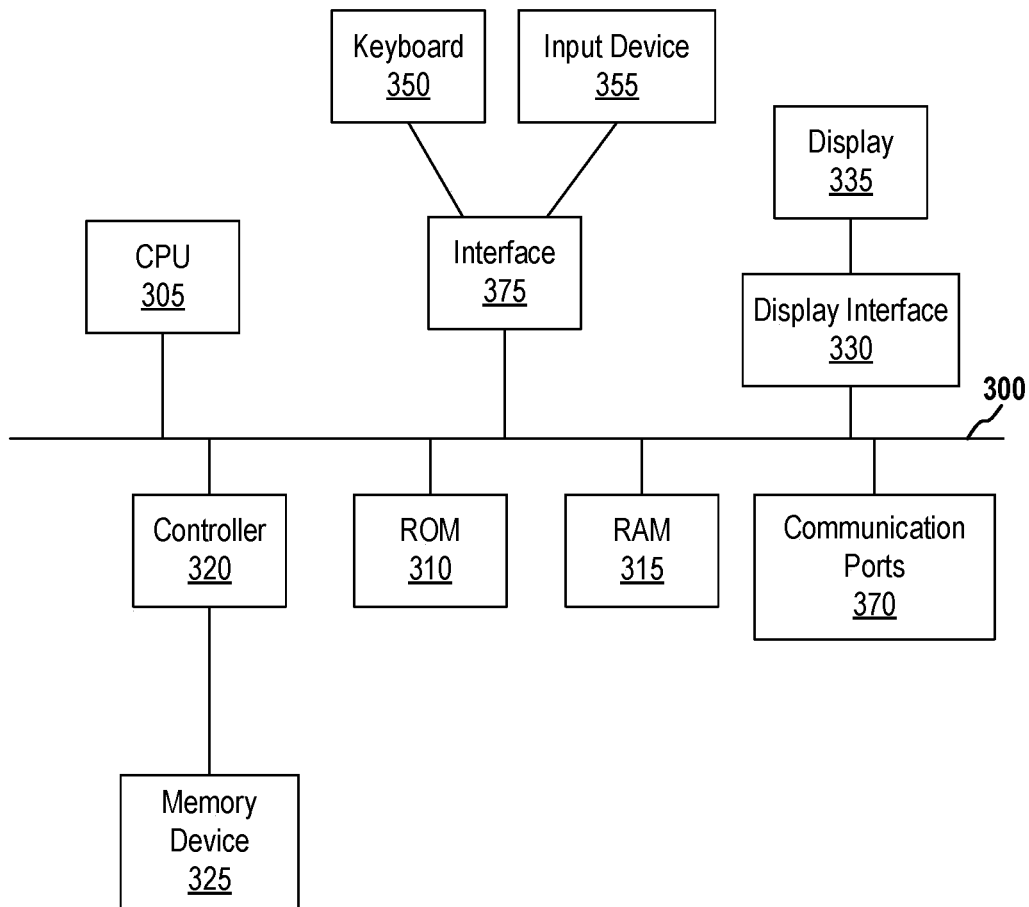 Keyboard
350
Input Device
355
Display
335
CPU
305
Interface
375
Display Interface
330
300
Controller
320
ROM
310
RAM
315
Communication
Ports
370
Memory
Device
325